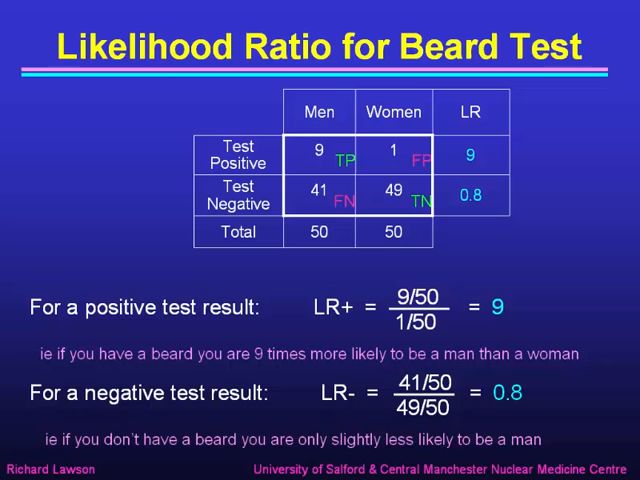 Likelihood Ratio for Beard Test
Men Women LR
Test Positive 9 TP 1 FP 9
Test Negative 41 FN 49 TN 0.8
Total 50 50
For a positive test result: LR+ = 9/50 / 1/50 = 9
ie if you have a beard you are 9 times more likely to be a man than a woman
For a negative test result: LR- = 41/50 / 49/50 = 0.8
ie if you don't have a beard you are only slightly less likely to be a man
Richard Lawson University of Salford & Central Manchester Nuclear Medicine Centre